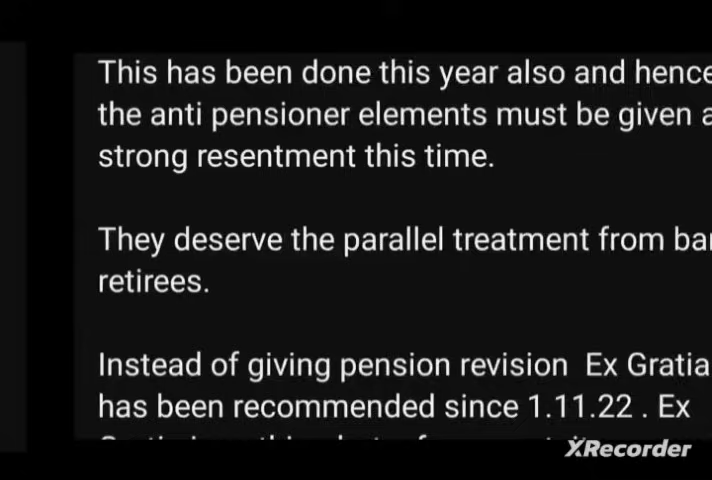 This has been done this year also and hence
the anti pensioner elements must be given a
strong resentment this time.
They deserve the parallel treatment from
retirees.
Instead of giving pension revision Ex Gratia
has been recommended since 1.11.22 . Ex
XRecorder